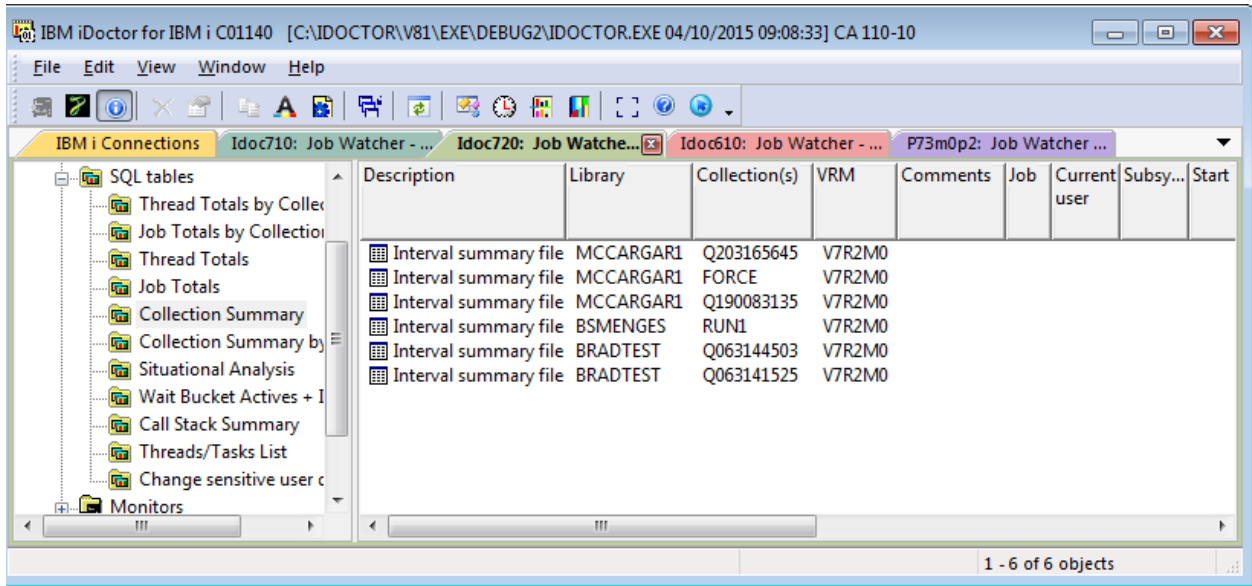 IBM iDoctor for IBM i C01140 [C:\IDOCTOR\V81\EXE\DEBUG2\IDOCTOR.EXE 04/10/2015 09:08:33] CA 110-10
File Edit View Window Help
IBM i Connections Idoc710: Job Watcher - ... Idoc720: Job Watche... Idoc610: Job Watcher - ... P73m0p2: Job Watcher ...
SQL tables
Thread Totals by Collec
Job Totals by Collection
Thread Totals
Job Totals
Collection Summary
Collection Summary by
Situational Analysis
Wait Bucket Actives + I
Call Stack Summary
Threads/Tasks List
Change sensitive user c
Monitors
Description Library Collection(s) VRM Comments Job Current user Subsy... Start
Interval summary file MCCARGAR1 Q203165645 V7R2M0
Interval summary file MCCARGAR1 FORCE V7R2M0
Interval summary file MCCARGAR1 Q190083135 V7R2M0
Interval summary file BSMENGES RUN1 V7R2M0
Interval summary file BRADTEST Q063144503 V7R2M0
Interval summary file BRADTEST Q063141525 V7R2M0
1 - 6 of 6 objects